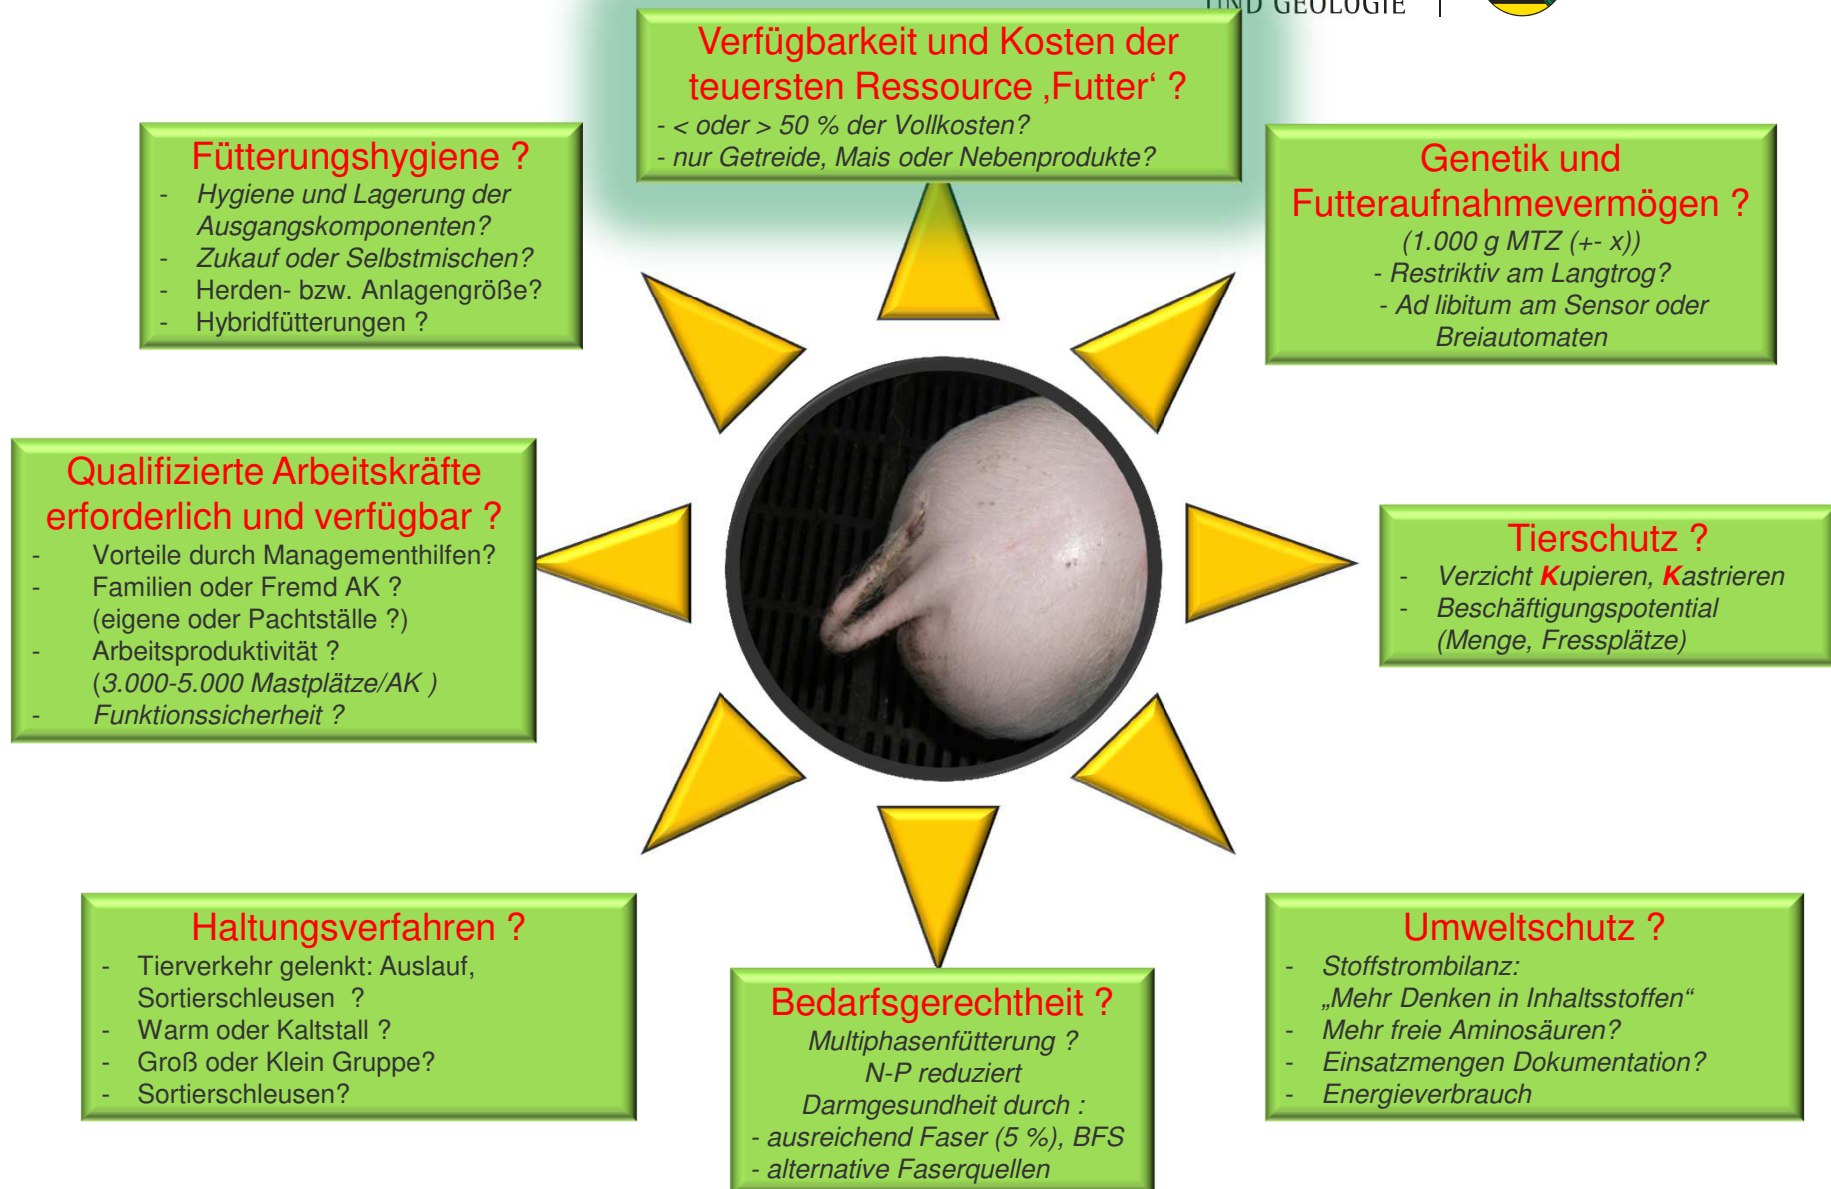 UND GEOLOGIE
Verfügbarkeit und Kosten der
teuersten Ressource ‚Futter‘ ?
- < oder > 50 % der Vollkosten?
- nur Getreide, Mais oder Nebenprodukte?
Fütterungshygiene ?
- Hygiene und Lagerung der
Ausgangskomponenten?
- Zukauf oder Selbstmischen?
- Herden- bzw. Anlagengröße?
- Hybridfütterungen ?
Genetik und
Futteraufnahmevermögen ?
(1.000 g MTZ (+- x))
- Restriktiv am Langtrog?
- Ad libitum am Sensor oder
Breiautomaten
Qualifizierte Arbeitskräfte
erforderlich und verfügbar ?
- Vorteile durch Managementhilfen?
- Familien oder Fremd AK ?
(eigene oder Pachtställe ?)
- Arbeitsproduktivität ?
(3.000-5.000 Mastplätze/AK )
- Funktionssicherheit ?
Tierschutz ?
- Verzicht Kupieren, Kastrieren
- Beschäftigungspotential
(Menge, Fressplätze)
Haltungsverfahren ?
- Tierverkehr gelenkt: Auslauf,
Sortierschleusen ?
- Warm oder Kaltstall ?
- Groß oder Klein Gruppe?
- Sortierschleusen?
Bedarfsgerechtheit ?
Multiphasenfütterung ?
N-P reduziert
Darmgesundheit durch :
- ausreichend Faser (5 %), BFS
- alternative Faserquellen
Umweltschutz ?
- Stoffstrombilanz:
„Mehr Denken in Inhaltsstoffen“
- Mehr freie Aminosäuren?
- Einsatzmengen Dokumentation?
- Energieverbrauch